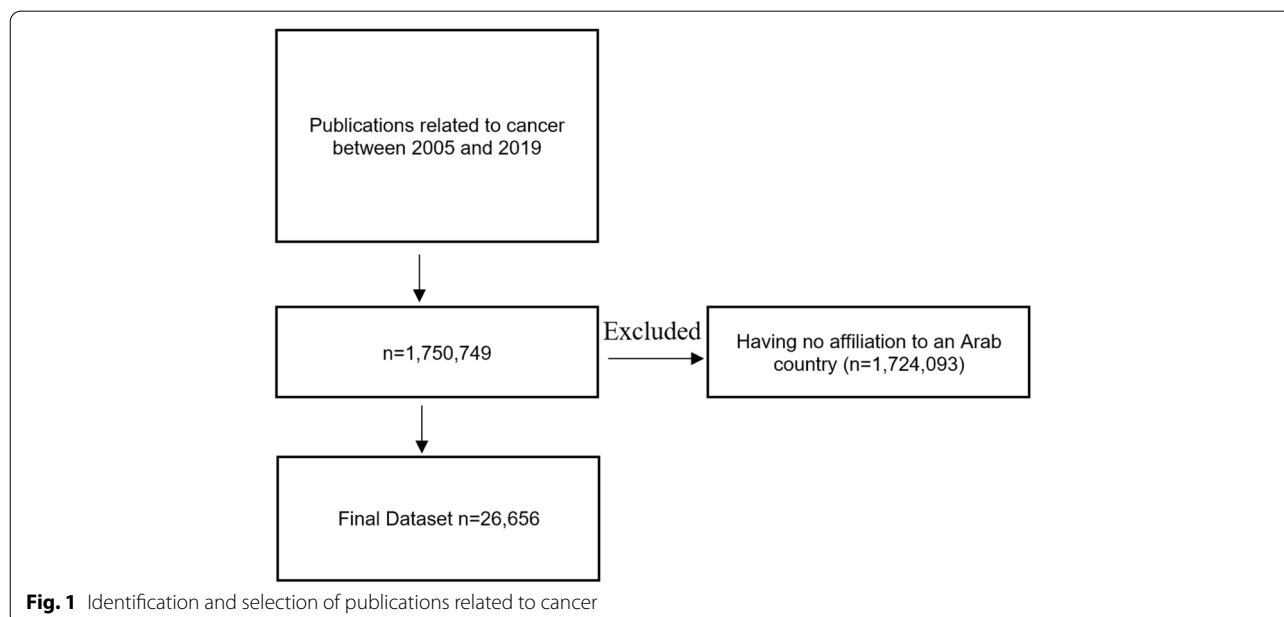 Publications related to cancer
between 2005 and 2019
n=1,750,749
Excluded
Having no affiliation to an Arab
country (n=1,724,093)
Final Dataset n=26,656
Fig. 1 Identification and selection of publications related to cancer